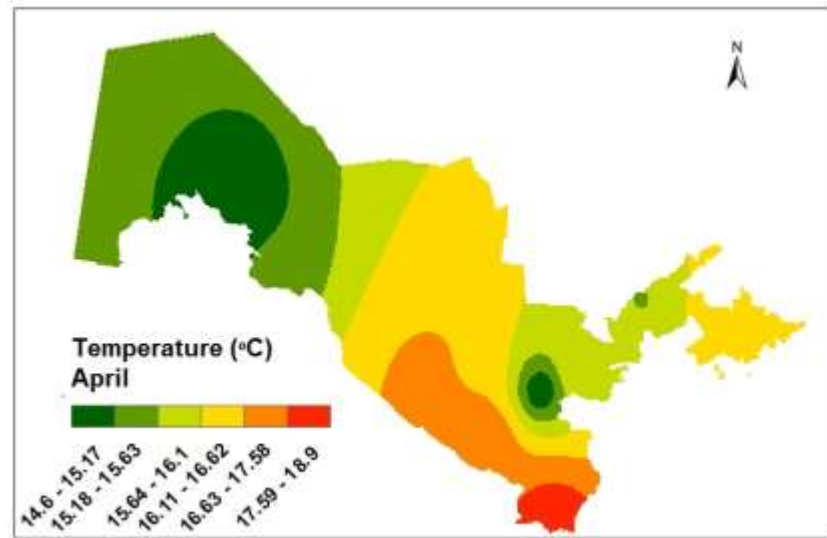 N
Temperature (°C)
April
14.6 - 15.17
15.18 - 15.63
15.64 - 16.1
16.11 - 16.62
16.63 - 17.58
17.59 - 18.9